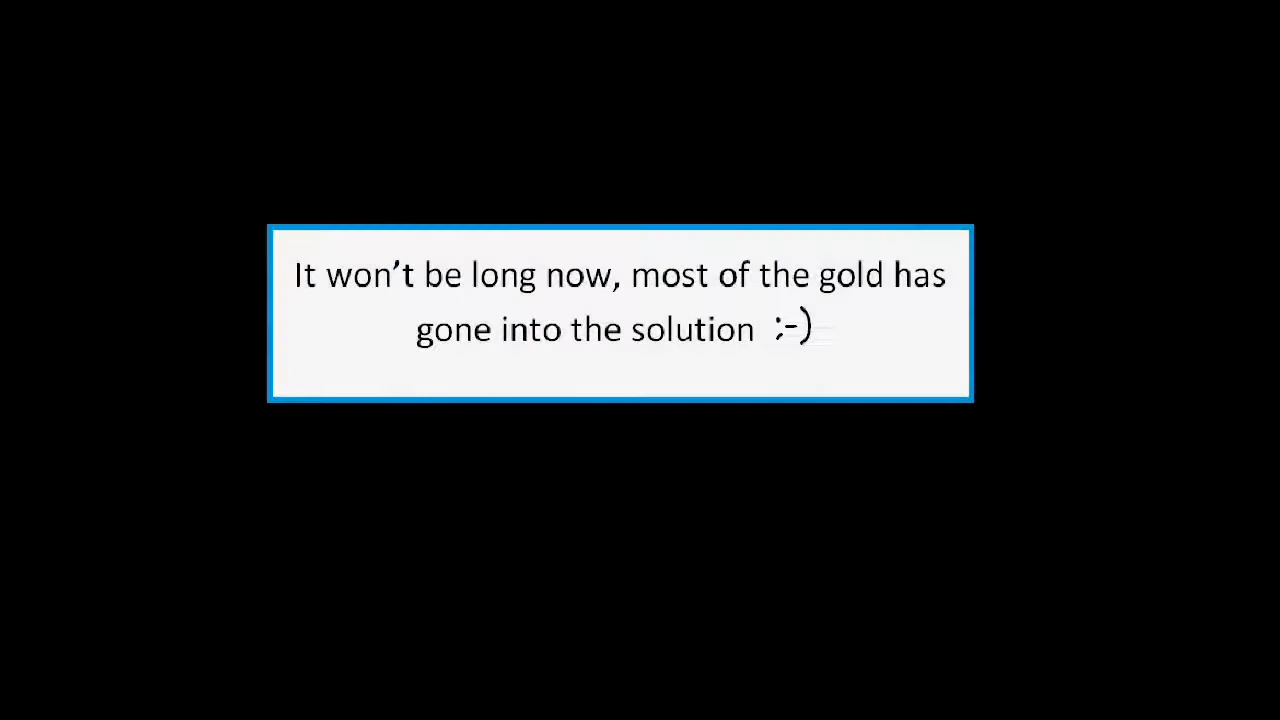 It won’t be long now, most of the gold has
gone into the solution ;-)